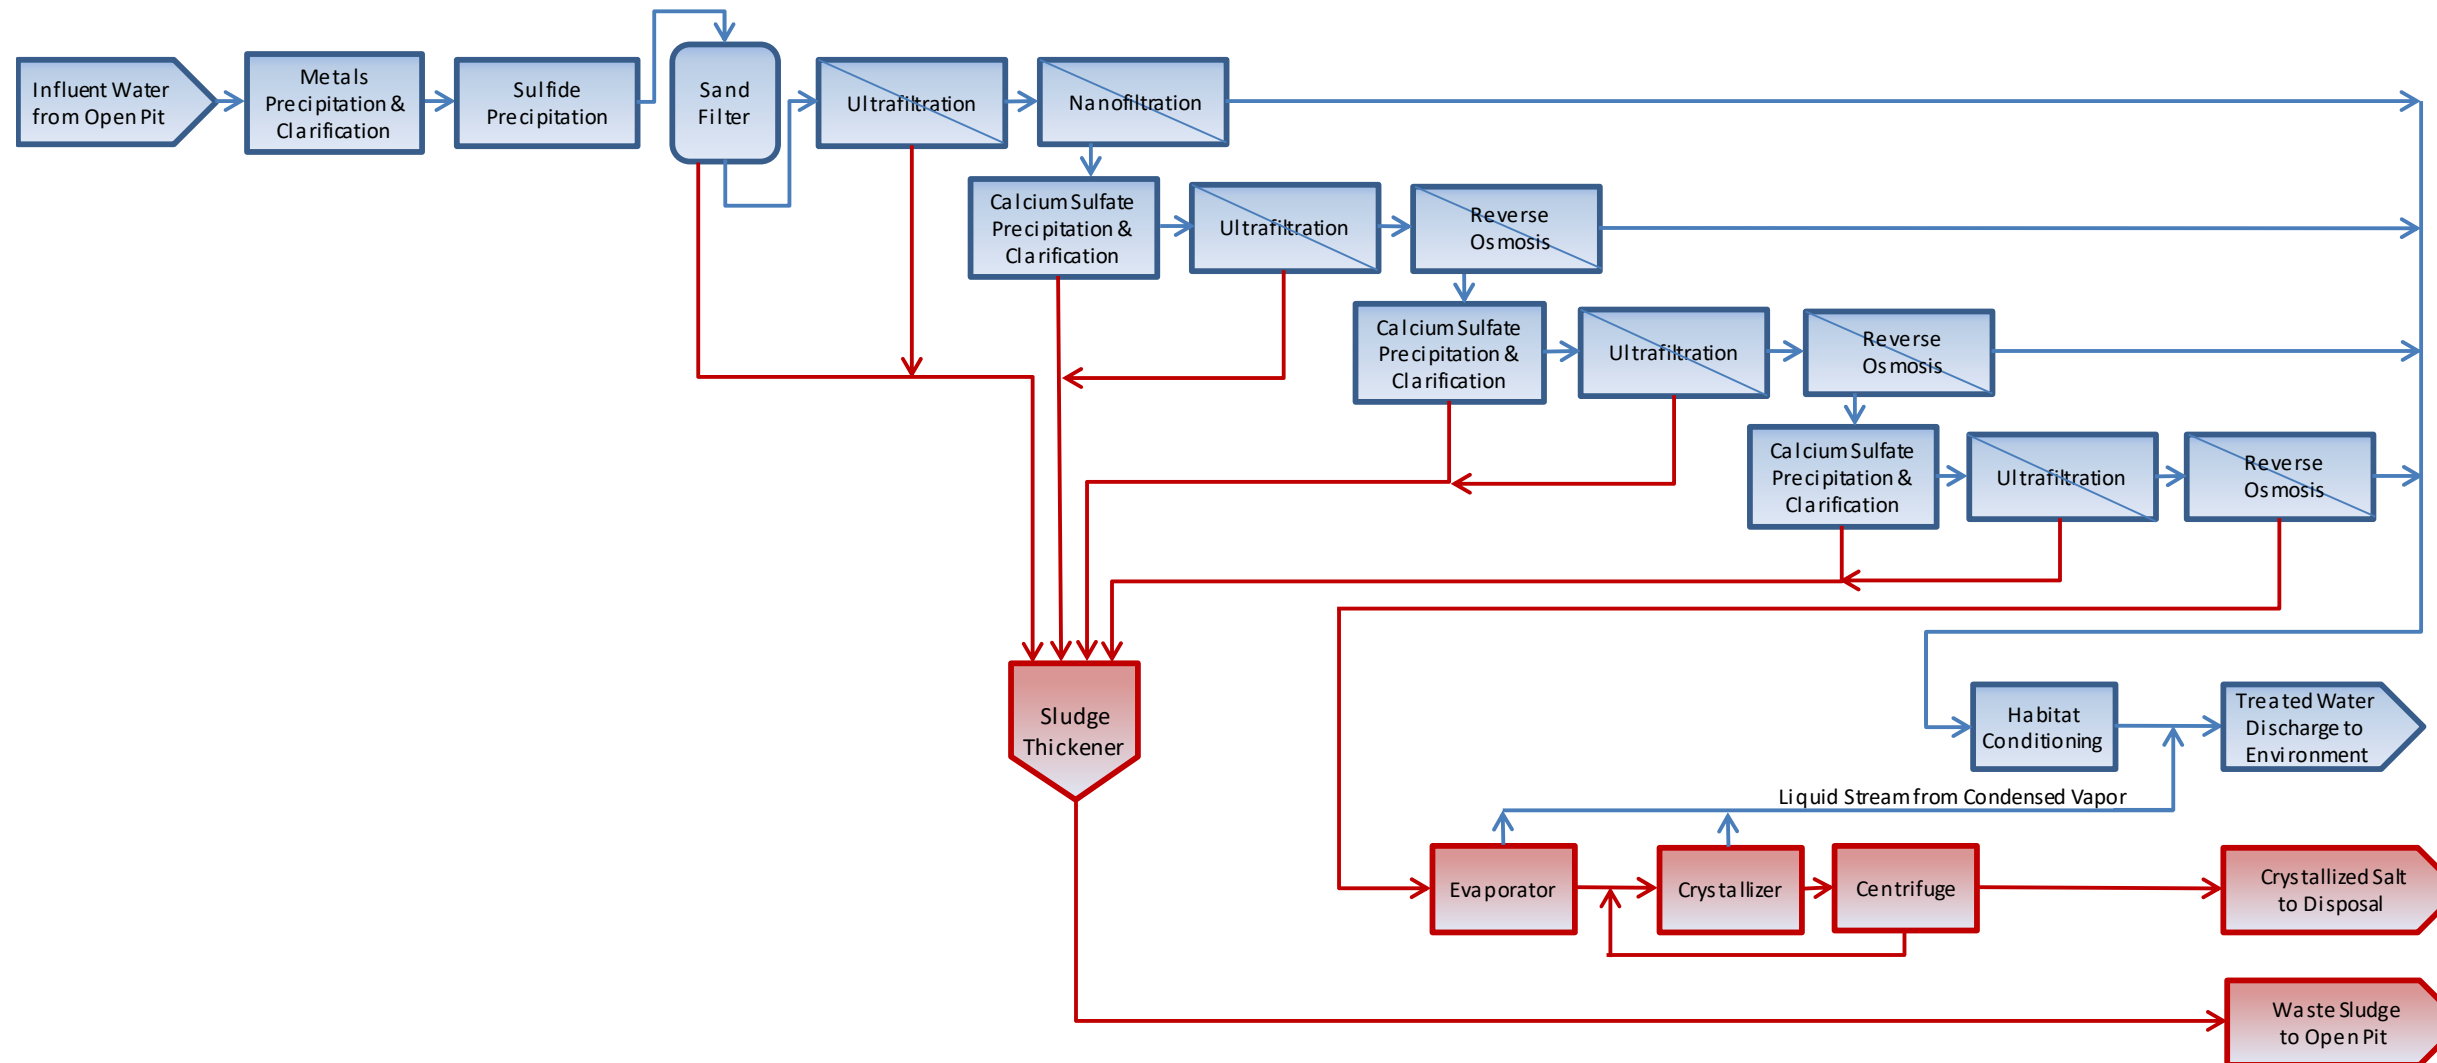 Influent Water
from Open Pit
Metals
Precipitation &
Clarification
Sulfide
Precipitation
Sand
Filter
Ultrafiltration
Nanofiltration
Calcium Sulfate
Precipitation &
Clarification
Ultrafiltration
Reverse
Osmosis
Calcium Sulfate
Precipitation &
Clarification
Ultrafiltration
Reverse
Osmosis
Calcium Sulfate
Precipitation &
Clarification
Ultrafiltration
Reverse
Osmosis
Sludge
Thickener
Habitat
Conditioning
Treated Water
Discharge to
Environment
Liquid Stream from Condensed Vapor
Evaporator
Crystallizer
Centrifuge
Crystallized Salt
to Disposal
Waste Sludge
to Open Pit